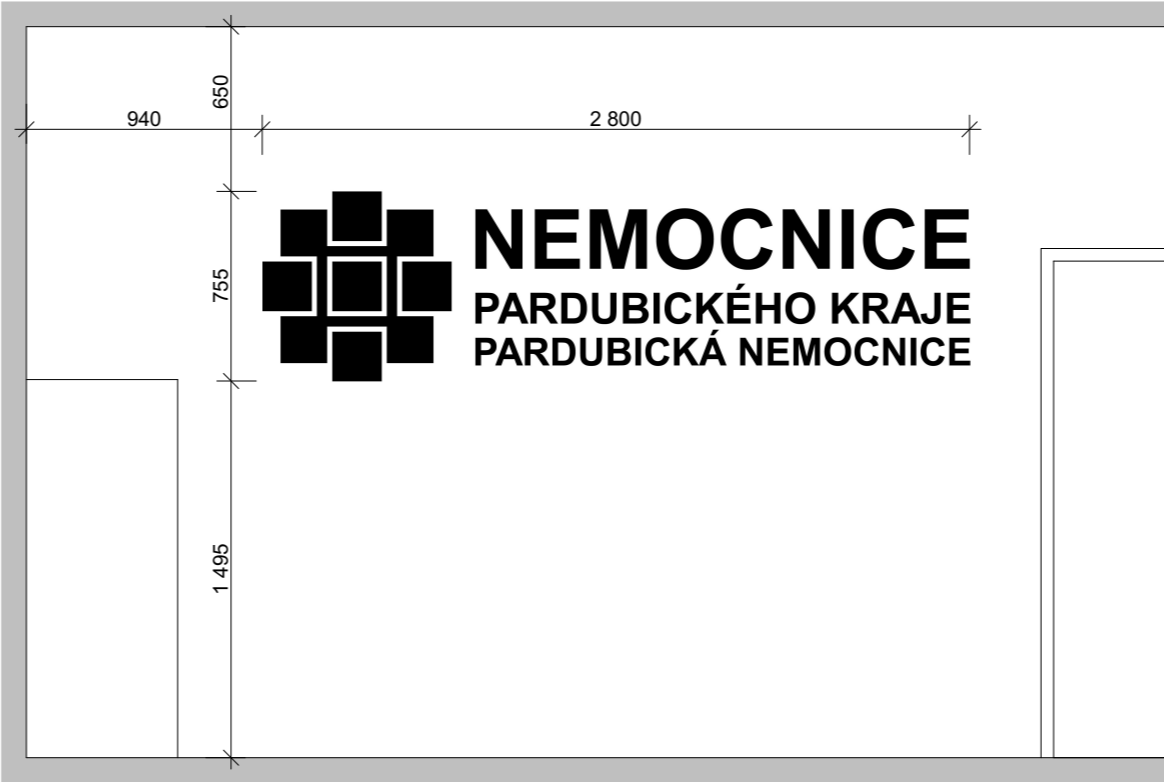 650
940
2 800
755
NEMOCNICE
PARDUBICKÉHO KRAJE
PARDUBICKÁ NEMOCNICE
1 495